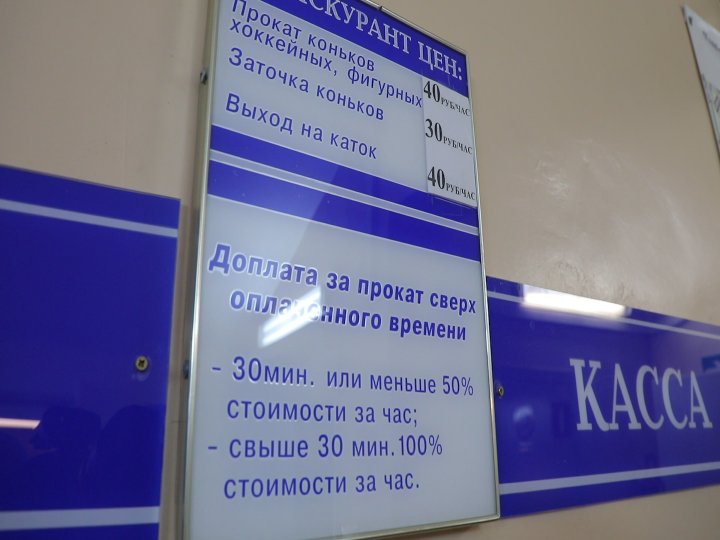 ЙСКУРАНТ ЦЕН:
Прокат коньков
хоккейных, фигурных 40 РУБ/ЧАС
Заточка коньков 30 РУБ/ЧАС
Выход на каток 40 РУБ/ЧАС
Доплата за прокат сверх
оплаченного времени
- 30мин. или меньше 50%
стоимости за час;
- свыше 30 мин.100%
стоимости за час.
КАССА